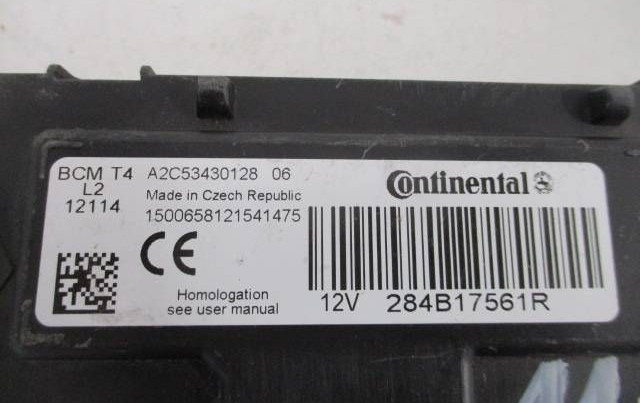 BCM T4 A2C53430128 06
L2
12114
Made in Czech Republic
1500658121541475
CE
Homologation
see user manual
Continental
12V 284B17561R